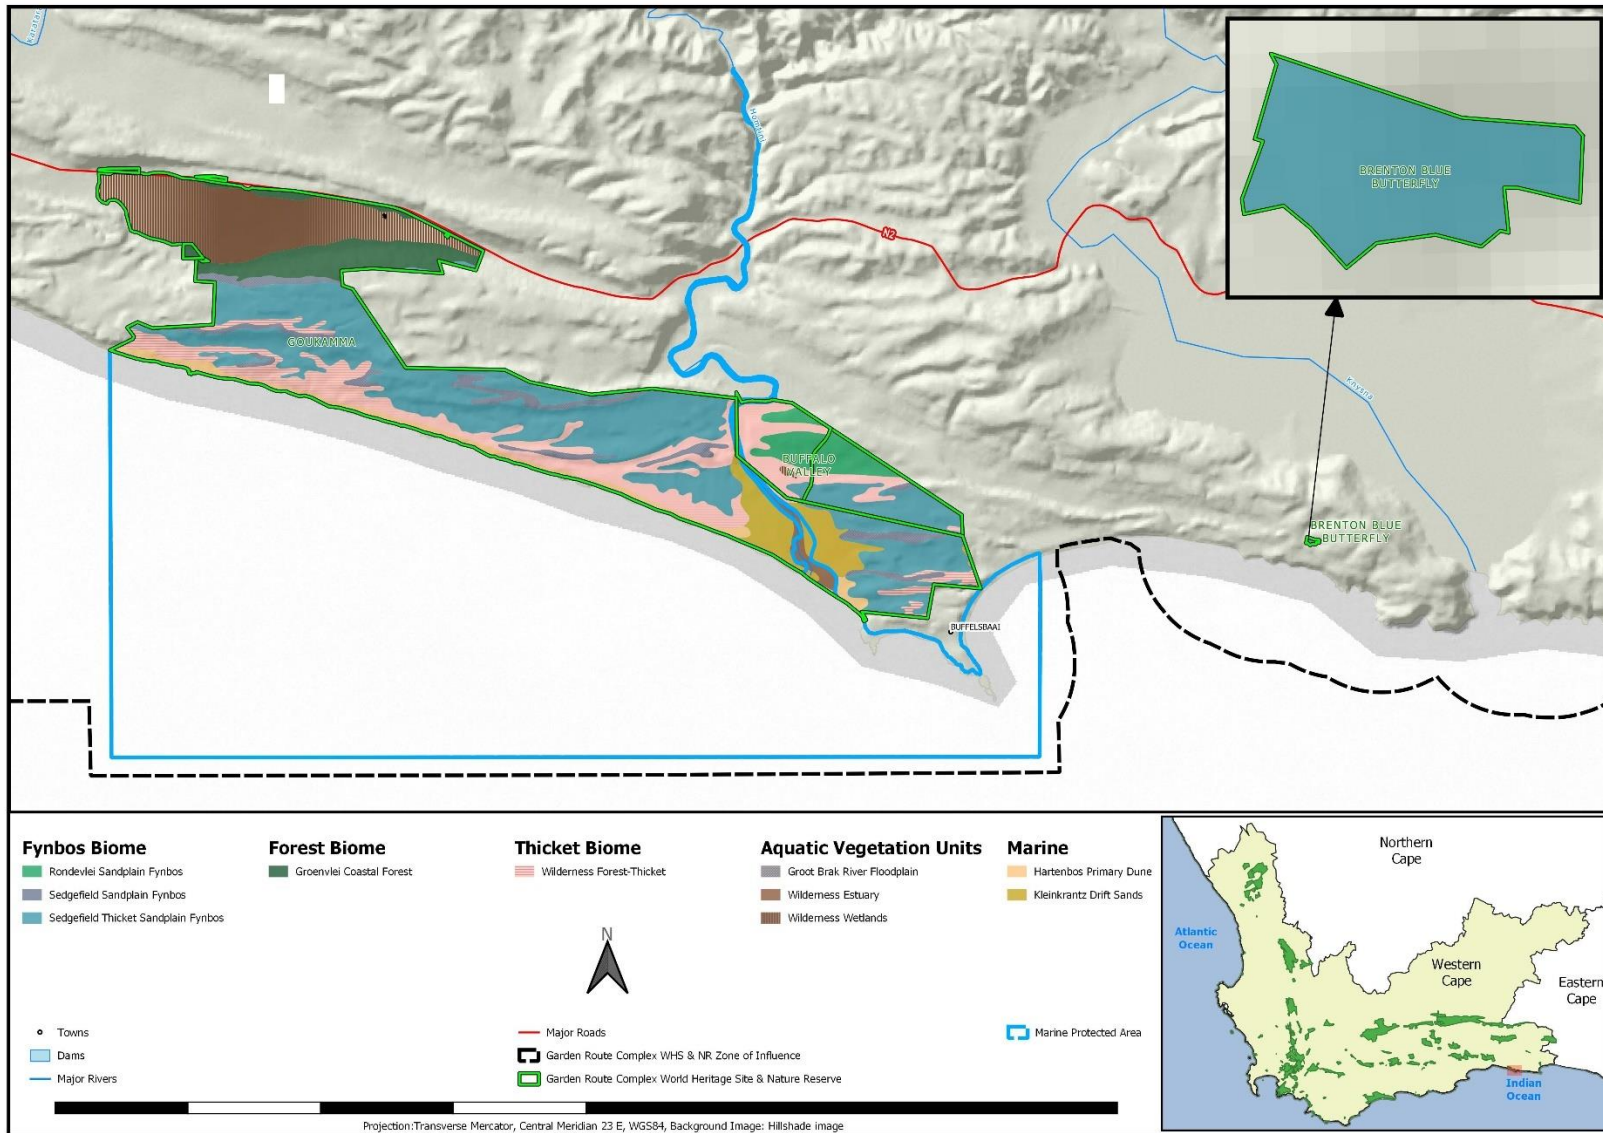 Karatara
Homtini
N2
Knysna
GOUKAMMA
BUFFALO
VALLEY
BUFFELSBAAI
BRENTON BLUE
BUTTERFLY
BRENTON BLUE
BUTTERFLY
Fynbos Biome
Rondevlei Sandplain Fynbos
Sedgefield Sandplain Fynbos
Sedgefield Thicket Sandplain Fynbos
Forest Biome
Groenvlei Coastal Forest
Thicket Biome
Wilderness Forest-Thicket
Aquatic Vegetation Units
Groot Brak River Floodplain
Wilderness Estuary
Wilderness Wetlands
Marine
Hartenbos Primary Dune
Kleinkrantz Drift Sands
N
Towns
Dams
Major Rivers
Major Roads
Garden Route Complex WHS & NR Zone of Influence
Garden Route Complex World Heritage Site & Nature Reserve
Marine Protected Area
Projection:Transverse Mercator, Central Meridian 23 E, WGS84, Background Image: Hillshade image
Northern
Cape
Atlantic
Ocean
Western
Cape
Eastern
Cape
Indian
Ocean